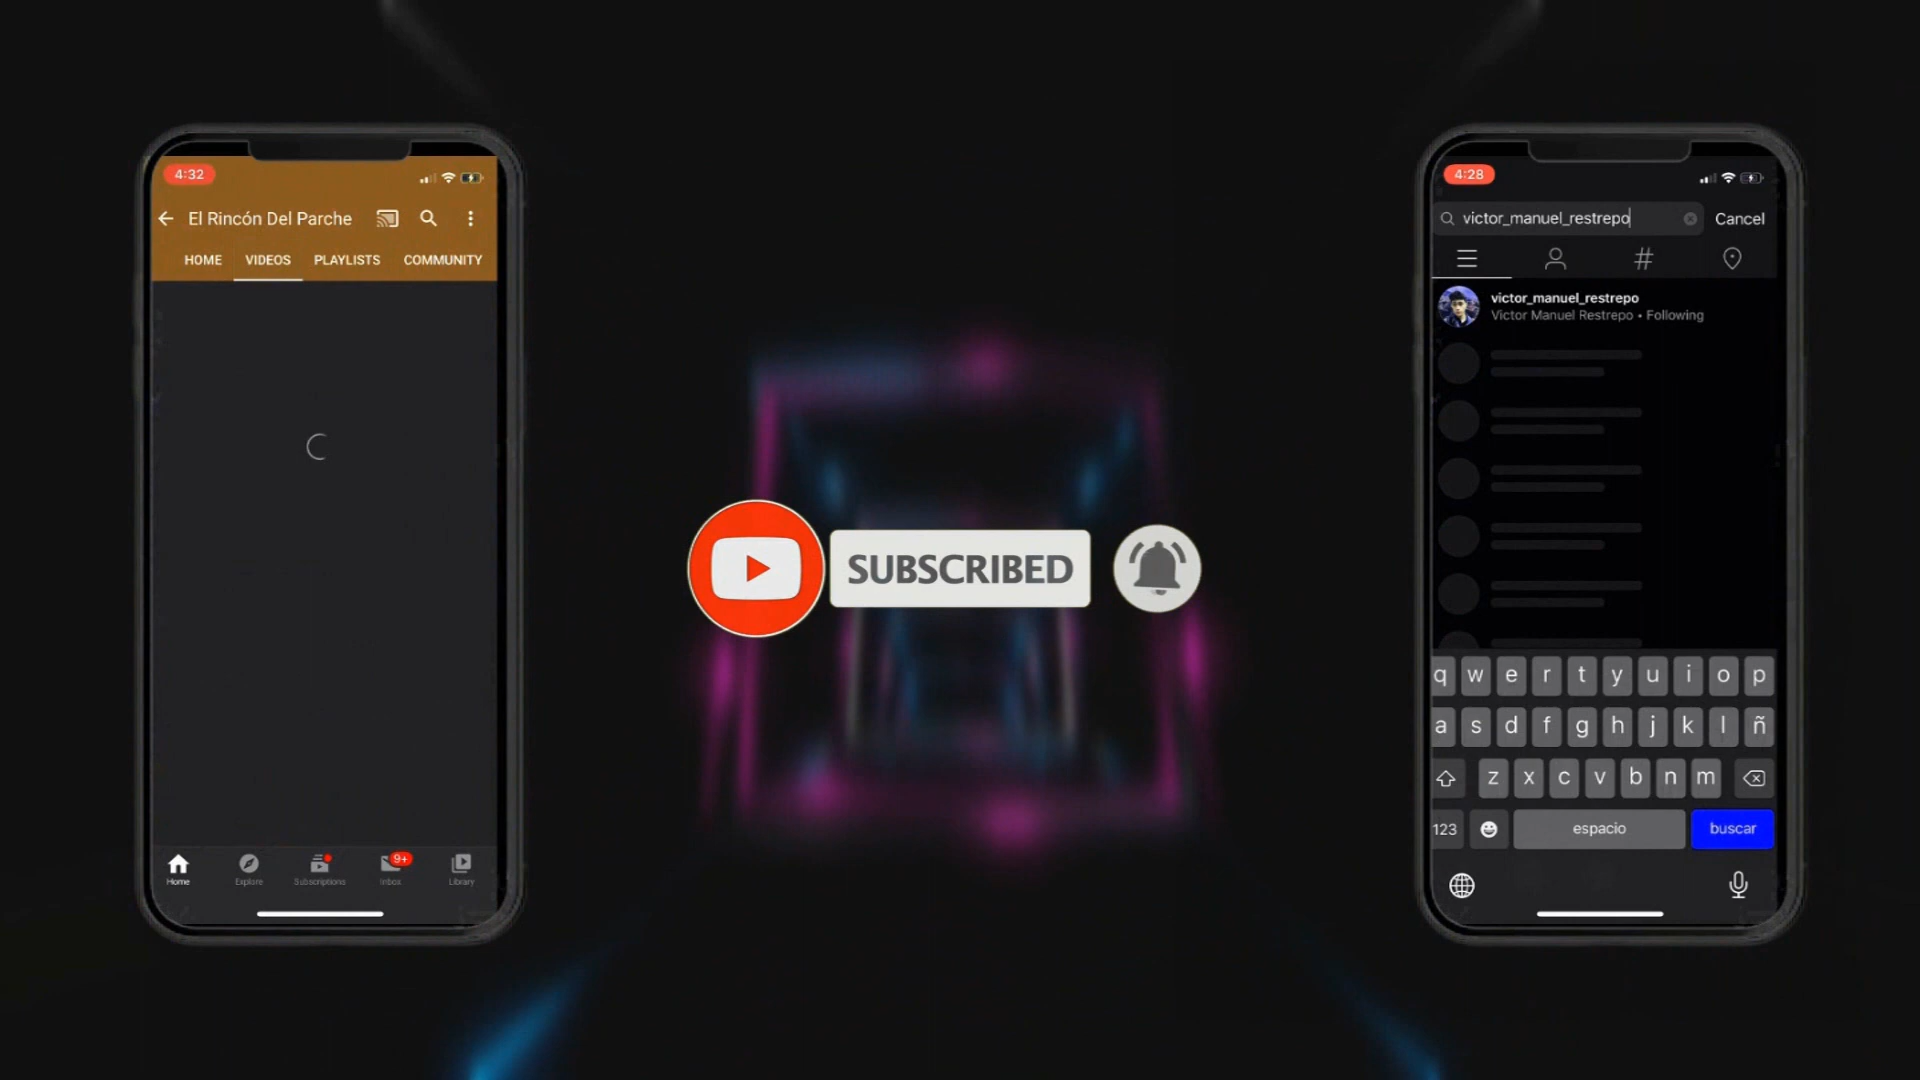 4:32
El Rincón Del Parche
HOME VIDEOS PLAYLISTS COMMUNITY
Home Explore Subscriptions 9+ Inbox Library
SUBSCRIBED
4:28
victor_manuel_restrepo Cancel
#
victor_manuel_restrepo
Victor Manuel Restrepo • Following
q w e r t y u i o p
a s d f g h j k l ñ
z x c v b n m
123 espacio buscar